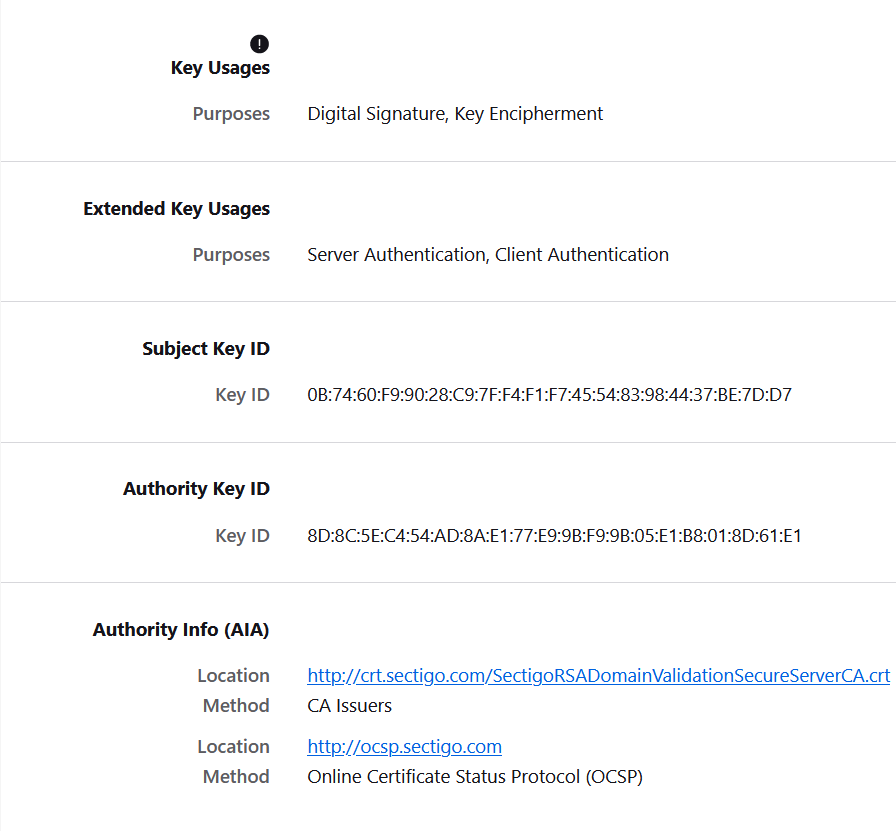 !
Key Usages
Purposes Digital Signature, Key Encipherment
Extended Key Usages
Purposes Server Authentication, Client Authentication
Subject Key ID
Key ID 0B:74:60:F9:90:28:C9:7F:F4:F1:F7:45:54:83:98:44:37:BE:7D:D7
Authority Key ID
Key ID 8D:8C:5E:C4:54:AD:8A:E1:77:E9:9B:F9:9B:05:E1:B8:01:8D:61:E1
Authority Info (AIA)
Location http://crt.sectigo.com/SectigoRSADomainValidationSecureServerCA.crt
Method CA Issuers
Location http://ocsp.sectigo.com
Method Online Certificate Status Protocol (OCSP)